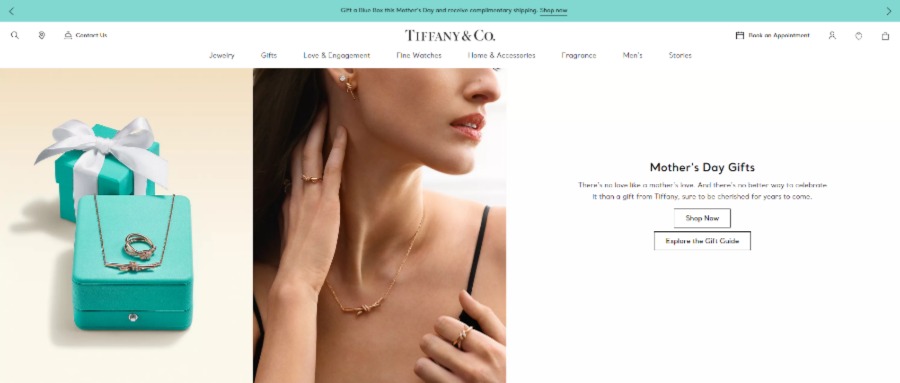 Gift a Blue Box this Mother's Day and receive complimentary shipping. Shop now
Contact Us
TIFFANY & CO.
Book an Appointment
Jewelry
Gifts
Love & Engagement
Fine Watches
Home & Accessories
Fragrance
Men's
Stories
Mother's Day Gifts
There's no love like a mother's love. And there's no better way to celebrate
it than a gift from Tiffany, sure to be cherished for years to come.
Shop Now
Explore the Gift Guide